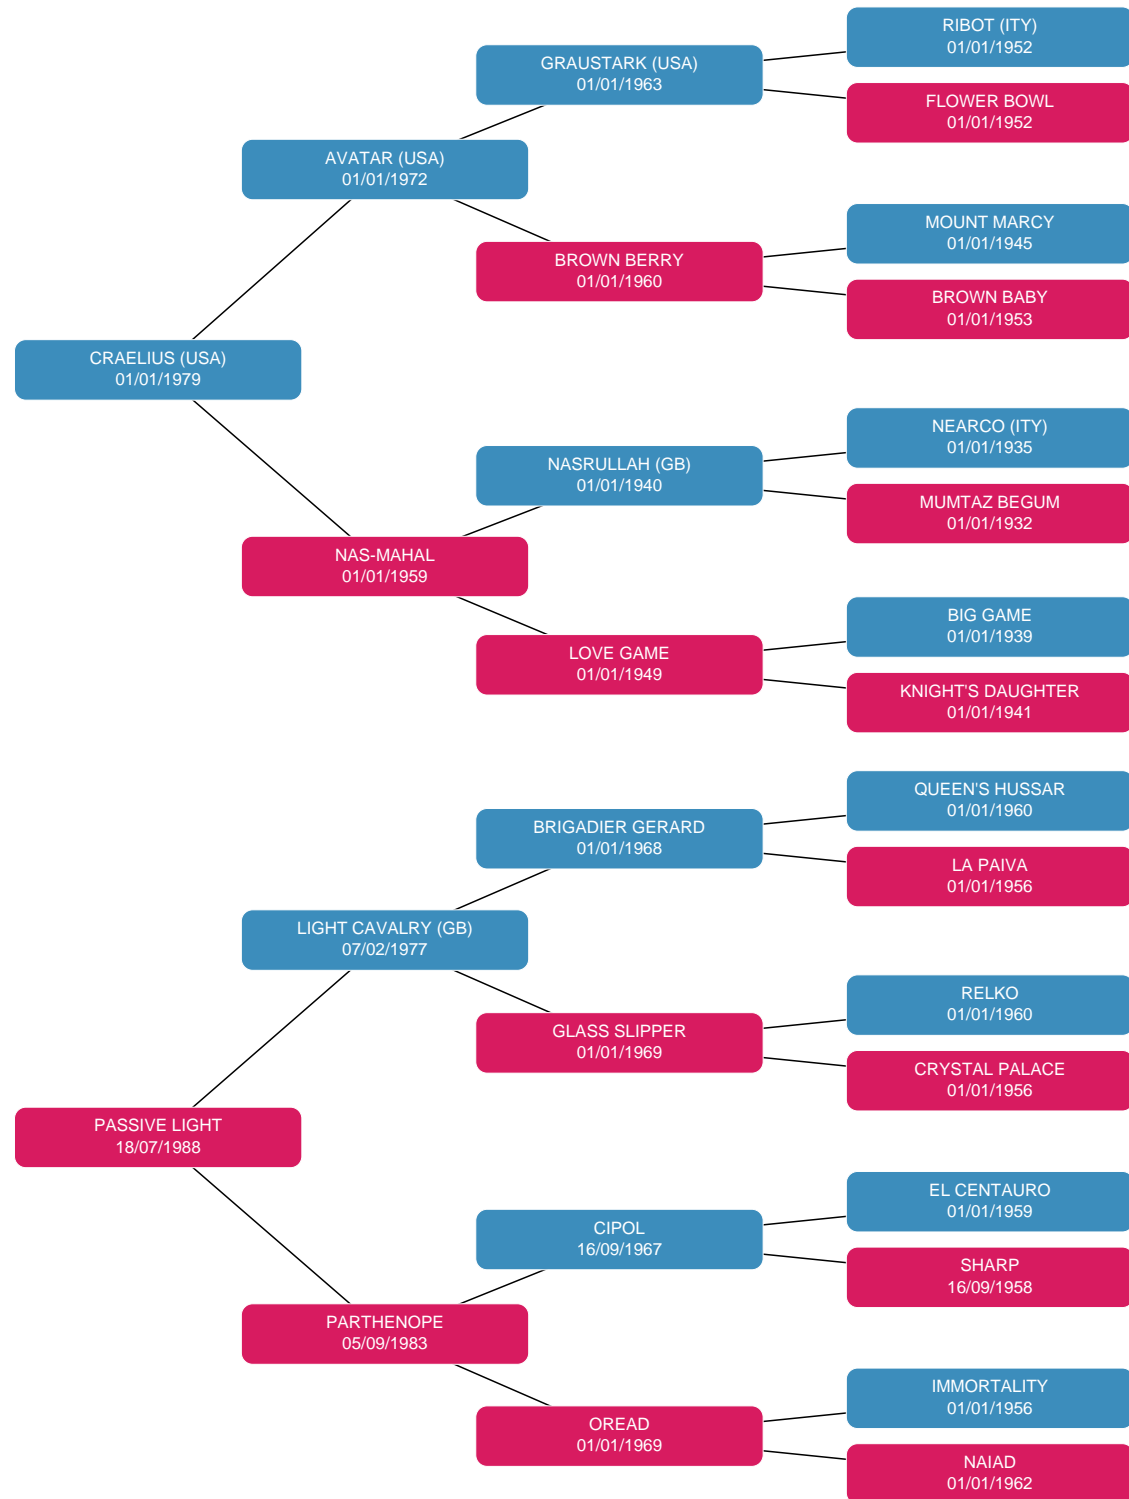 RIBOT (ITY)
01/01/1952
GRAUSTARK (USA)
01/01/1963
FLOWER BOWL
01/01/1952
AVATAR (USA)
01/01/1972
MOUNT MARCY
01/01/1945
BROWN BERRY
01/01/1960
BROWN BABY
01/01/1953
CRAELIUS (USA)
01/01/1979
NEARCO (ITY)
01/01/1935
NASRULLAH (GB)
01/01/1940
MUMTAZ BEGUM
01/01/1932
NAS-MAHAL
01/01/1959
BIG GAME
01/01/1939
LOVE GAME
01/01/1949
KNIGHT'S DAUGHTER
01/01/1941
QUEEN'S HUSSAR
01/01/1960
BRIGADIER GERARD
01/01/1968
LA PAIVA
01/01/1956
LIGHT CAVALRY (GB)
07/02/1977
RELKO
01/01/1960
GLASS SLIPPER
01/01/1969
CRYSTAL PALACE
01/01/1956
PASSIVE LIGHT
18/07/1988
EL CENTAURO
01/01/1959
CIPOL
16/09/1967
SHARP
16/09/1958
PARTHENOPE
05/09/1983
IMMORTALITY
01/01/1956
OREAD
01/01/1969
NAIAD
01/01/1962